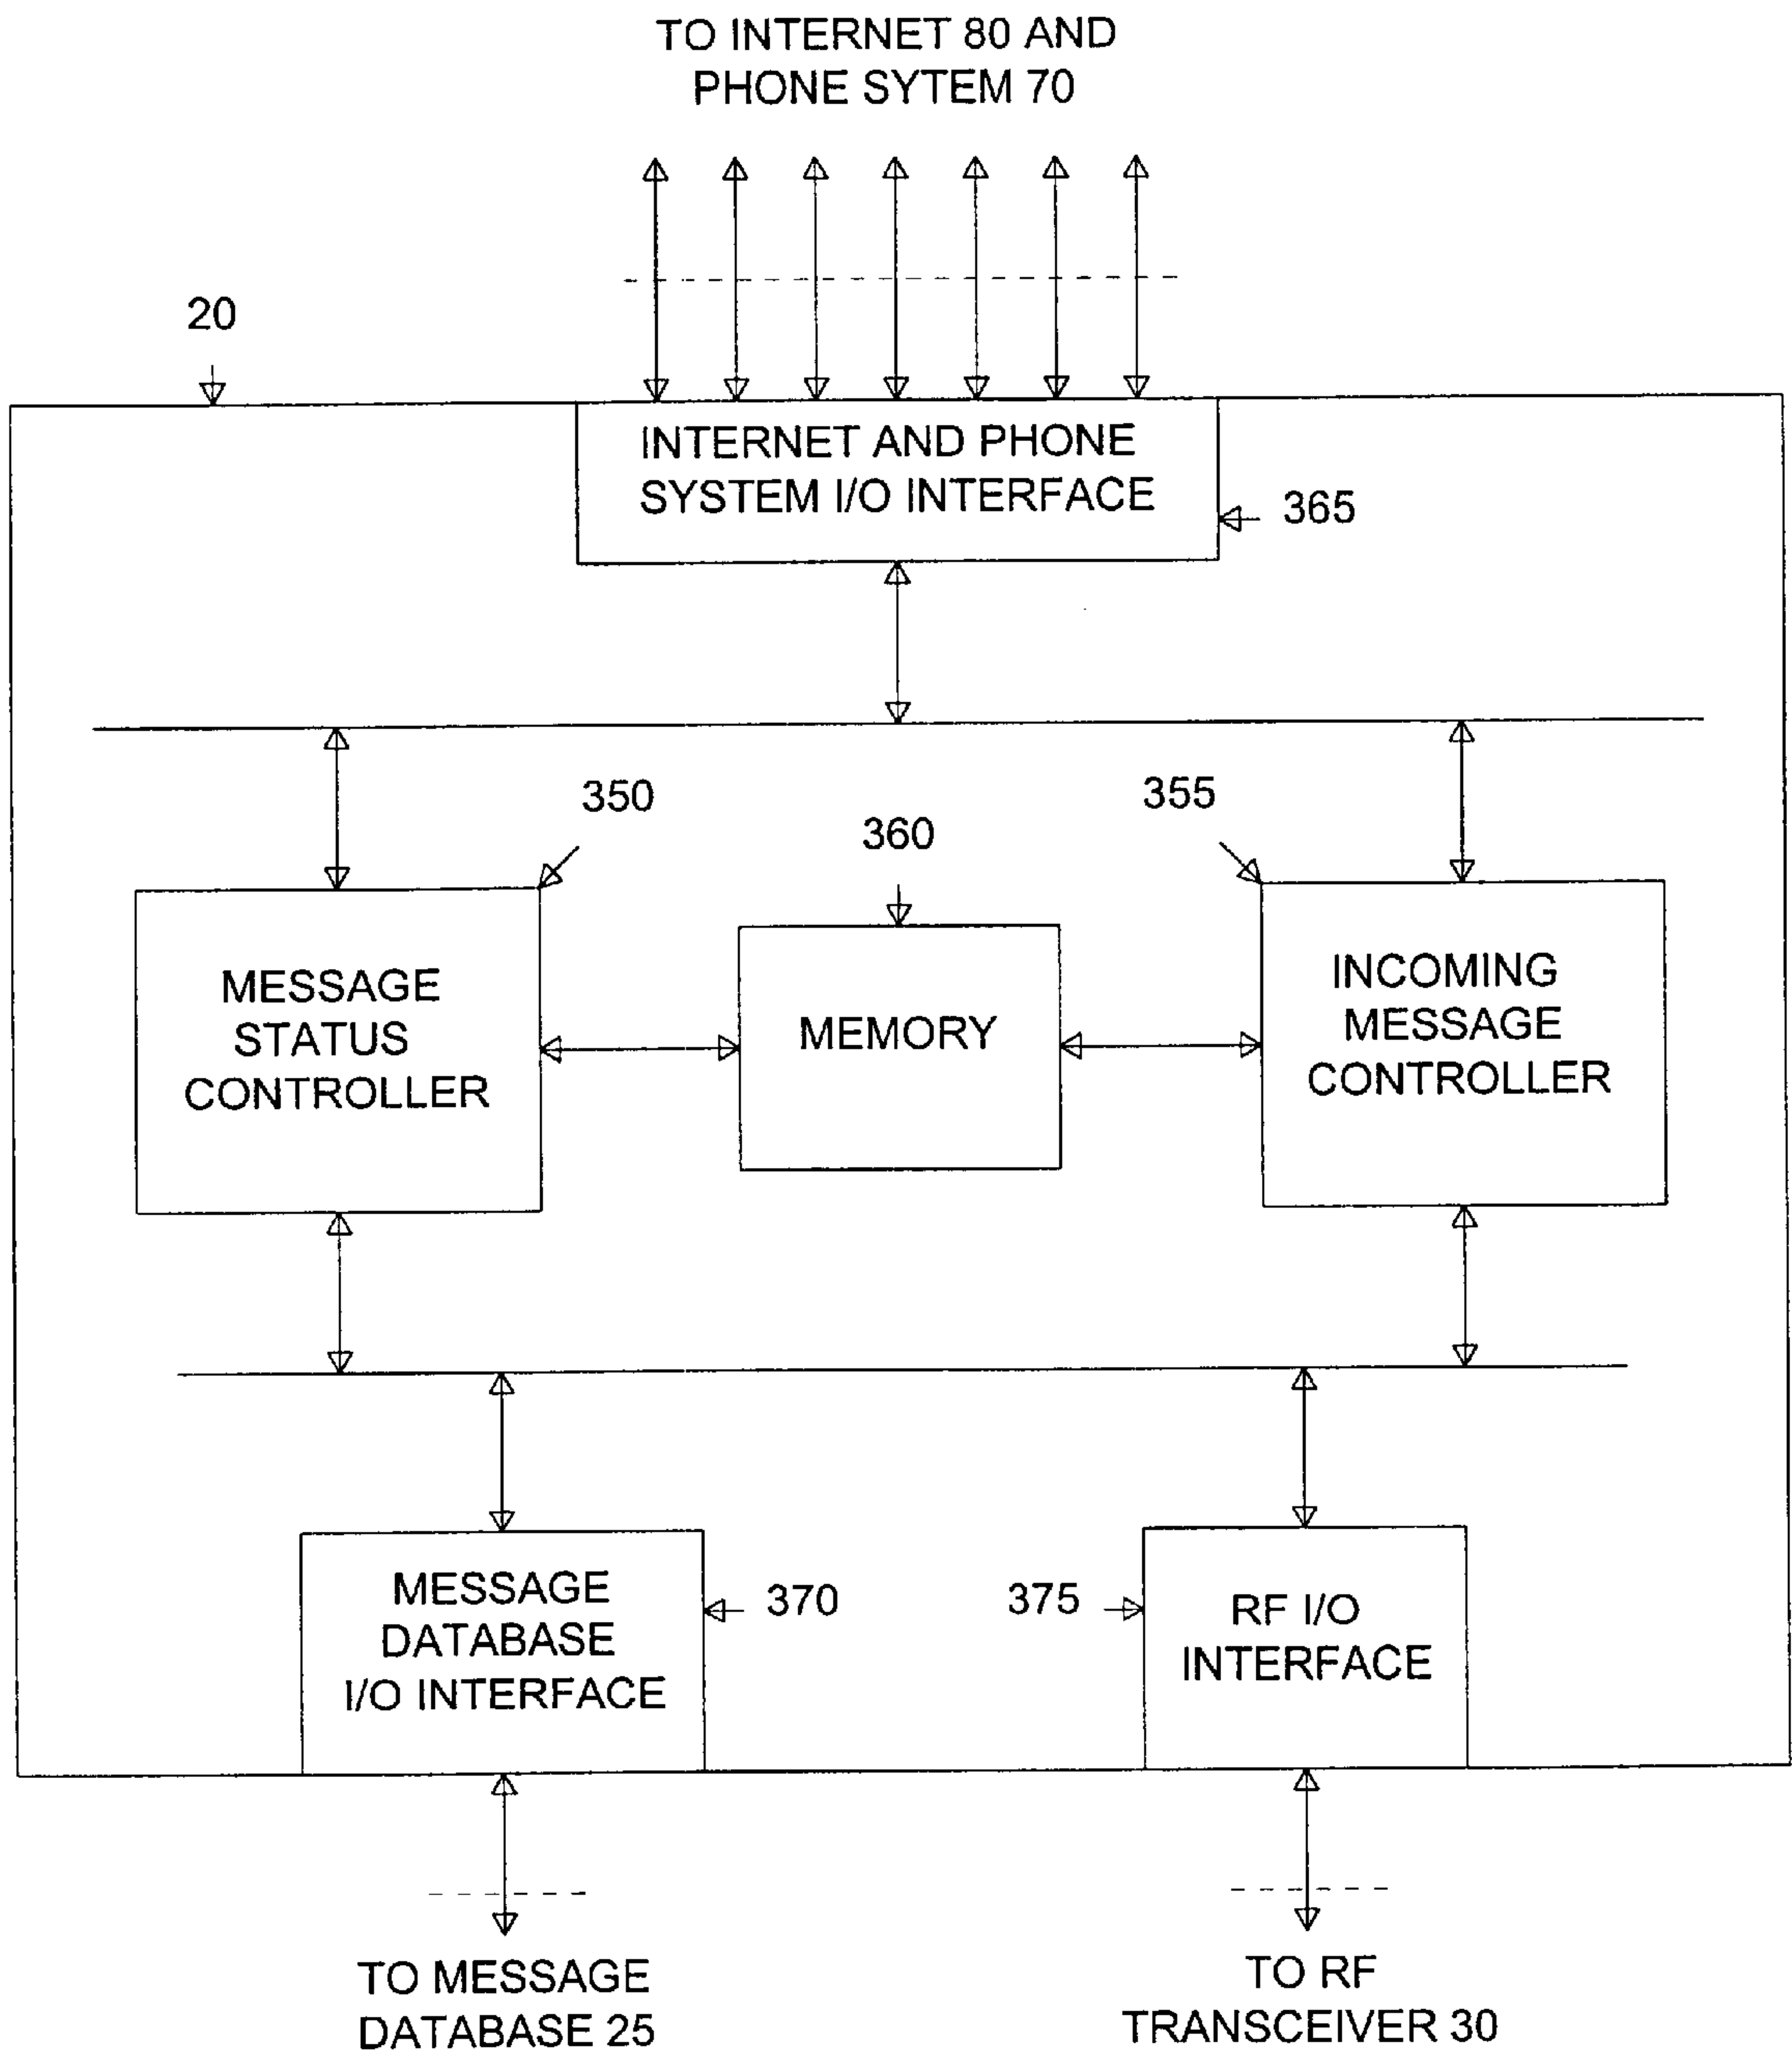 TO INTERNET 80 AND
PHONE SYTEM 70
20
INTERNET AND PHONE
SYSTEM I/O INTERFACE
365
350
355
360
MESSAGE
STATUS
CONTROLLER
MEMORY
INCOMING
MESSAGE
CONTROLLER
MESSAGE
DATABASE
I/O INTERFACE
370
375
RF I/O
INTERFACE
TO MESSAGE
DATABASE 25
TO RF
TRANSCEIVER 30